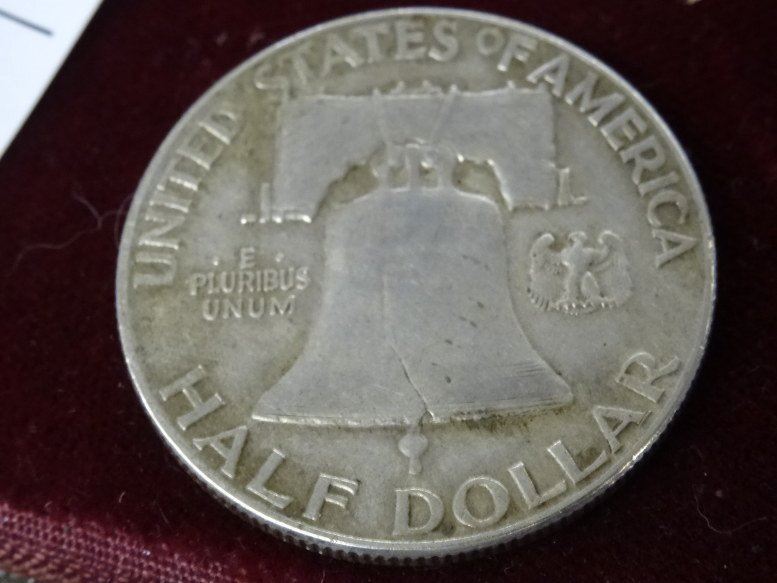 UNITED STATES OF AMERICA
· E ·
PLURIBUS
UNUM
HALF DOLLAR